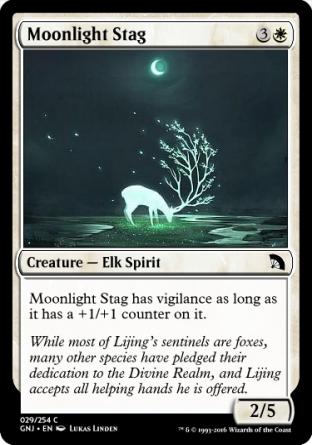 Moonlight Stag 3
Creature — Elk Spirit
Moonlight Stag has vigilance as long as
it has a +1/+1 counter on it.
While most of Lijing's sentinels are foxes,
many other species have pledged their
dedication to the Divine Realm, and Lijing
accepts all helping hands he is offered.
2/5
029/254 C
GNJ • EN Lukas Linden
™ & © 1993-2016 Wizards of the Coast